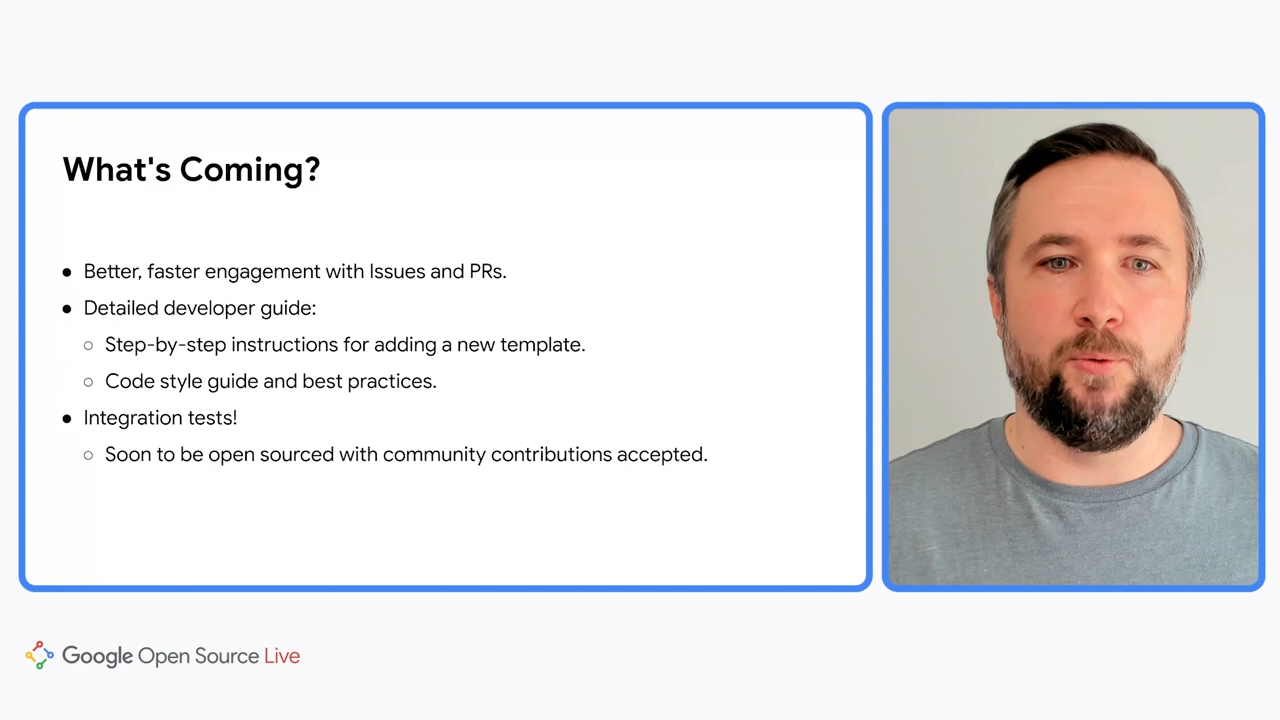 What's Coming?
● Better, faster engagement with Issues and PRs.
● Detailed developer guide:
○ Step-by-step instructions for adding a new template.
○ Code style guide and best practices.
● Integration tests!
○ Soon to be open sourced with community contributions accepted.
Google Open Source Live